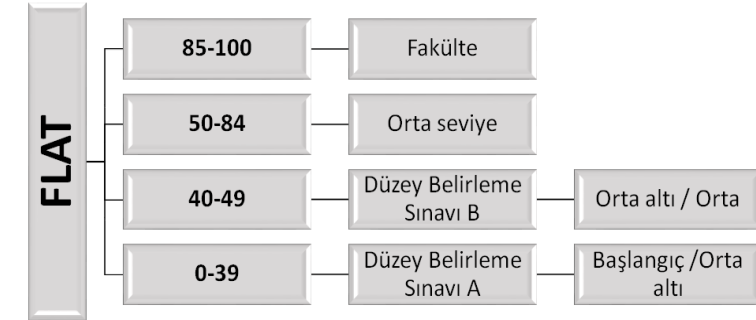 FLAT
85-100
Fakülte
50-84
Orta seviye
40-49
Düzey Belirleme
Sınavı B
Orta altı / Orta
0-39
Düzey Belirleme
Sınavı A
Başlangıç /Orta
altı